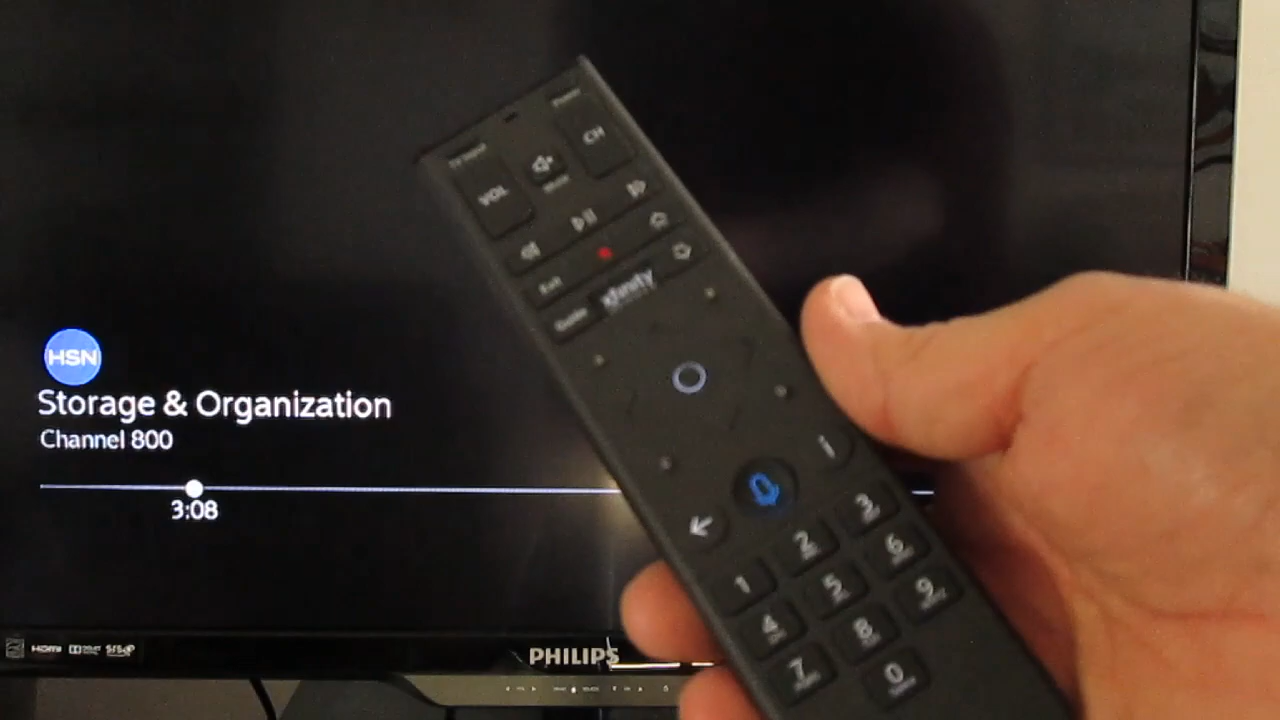 HSN
Storage & Organization
Channel 800
3:08
HDMI
PHILIPS
CH
VOL
Exit
Guide
xfinity
i
1
2
3
4
5
6
7
8
9
0